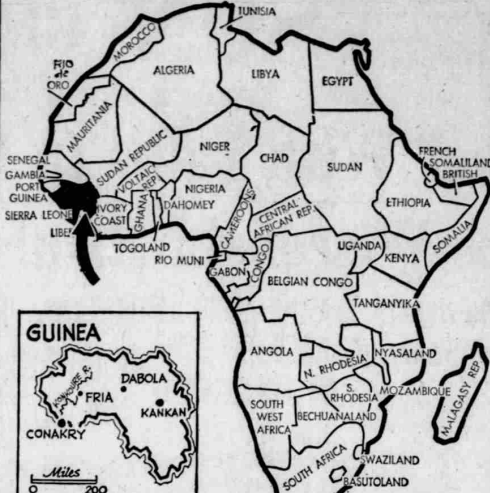 TUNISIA
MOROCCO
ALGERIA
LIBYA
EGYPT
RIO
de
ORO
MAURITANIA
SUDAN REPUBLIC
NIGER
CHAD
SUDAN
FRENCH
SOMALILAND
BRITISH
SENEGAL
GAMBIA
PORT.
GUINEA
SIERRA LEONE
LIBER
IVORY
COAST
VOLTAIC
REP.
GHANA
TOGOLAND
DAHOMEY
NIGERIA
CAMEROONS
CENTRAL
AFRICAN REP.
ETHIOPIA
SOMALIA
RIO MUNI
GABON
CONGO
BELGIAN CONGO
UGANDA
KENYA
TANGANYIKA
ANGOLA
N. RHODESIA
NYASALAND
S.
RHODESIA
MOZAMBIQUE
MALAGASY REP.
SOUTH
WEST
AFRICA
BECHUANALAND
SOUTH AFRICA
SWAZILAND
BASUTOLAND
GUINEA
KONKOURE R.
FRIA
DABOLA
KANKAN
CONAKRY
Miles
0 200